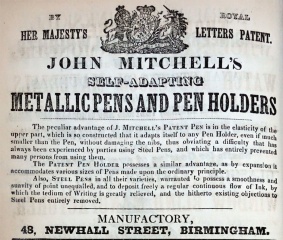 BY ROYAL
HER MAJESTY'S LETTERS PATENT.
JOHN MITCHELL'S
SELF-ADAPTING
METALLIC PENS AND PEN HOLDERS
The peculiar advantage of J. MITCHELL'S PATENT PEN is in the elasticity of the
upper part, which is so constructed that it adapts itself to any Pen Holder, even if much
smaller than the Pen, without damaging the nibs, thus obviating a difficulty that has
always been experienced by parties using Steel Pens, and which has entirely prevented
many persons from using them.
The PATENT PEN HOLDER possesses a similar advantage, as by expansion it
accommodates various sizes of Pens made upon the ordinary principle.
Also, STEEL PENS in all their varieties, warranted to possess a smoothness and
suavity of point unequalled, and to deposit freely a regular continuous flow of Ink, by
which the tedium of Writing is greatly relieved, and the hitherto existing objections to
Steel Pens entirely removed.
MANUFACTORY,
48, NEWHALL STREET, BIRMINGHAM.